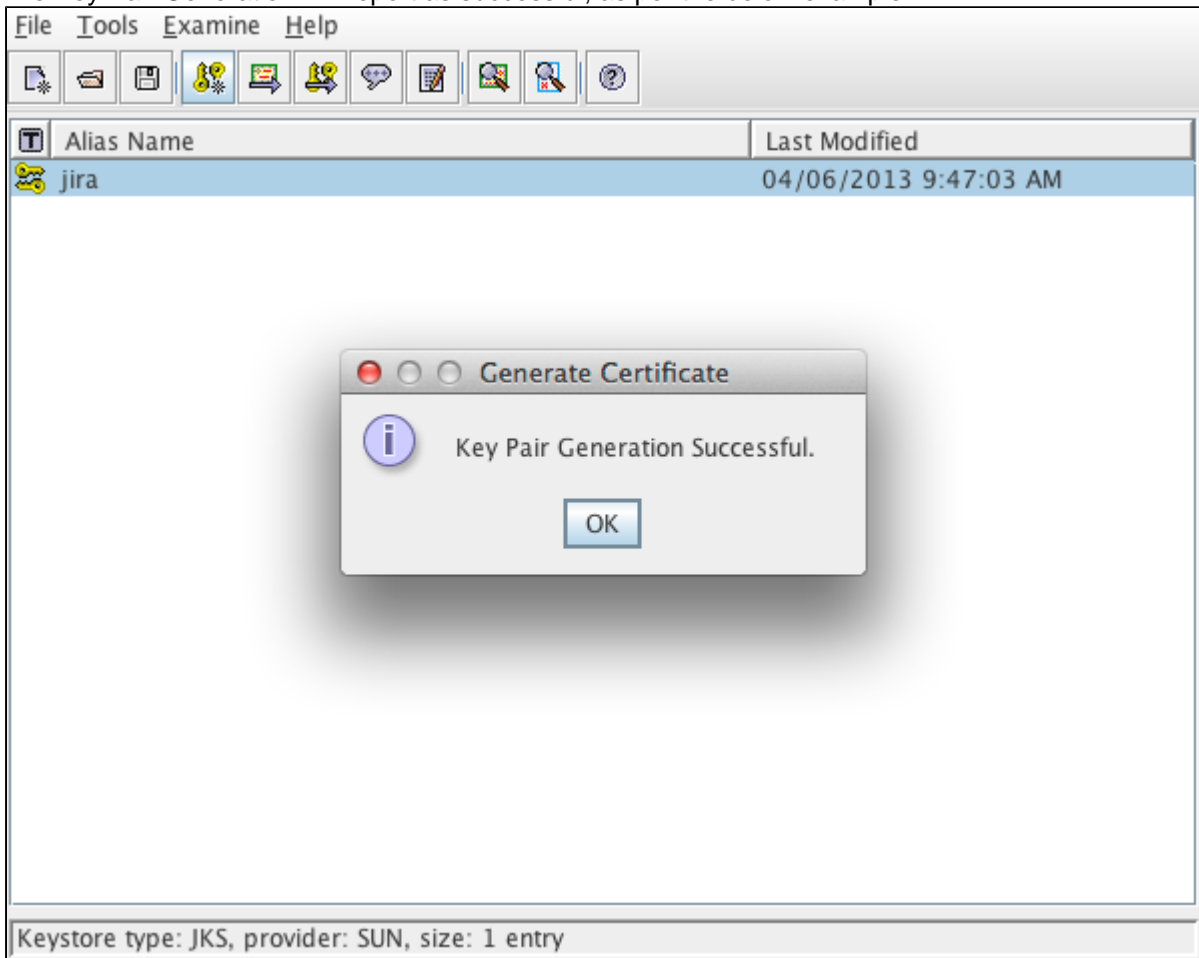 File Tools Examine Help
T Alias Name Last Modified
jira 04/06/2013 9:47:03 AM
Generate Certificate
i Key Pair Generation Successful.
OK
Keystore type: JKS, provider: SUN, size: 1 entry